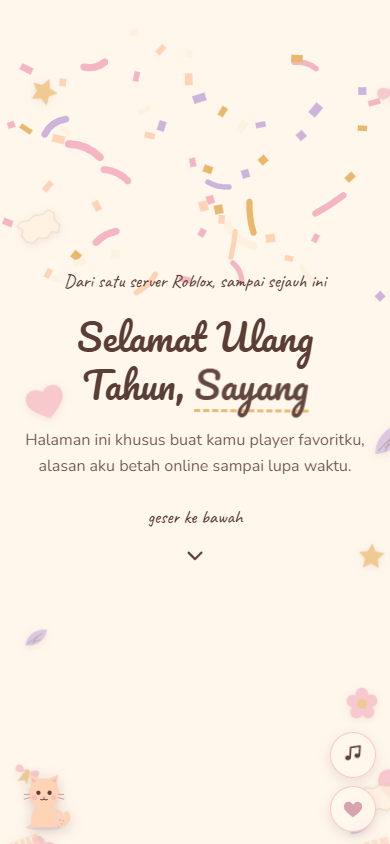 Dari satu server Roblox, sampai sejauh ini
Selamat Ulang
Tahun, Sayang
Halaman ini khusus buat kamu player favoritku,
alasan aku betah online sampai lupa waktu.
geser ke bawah